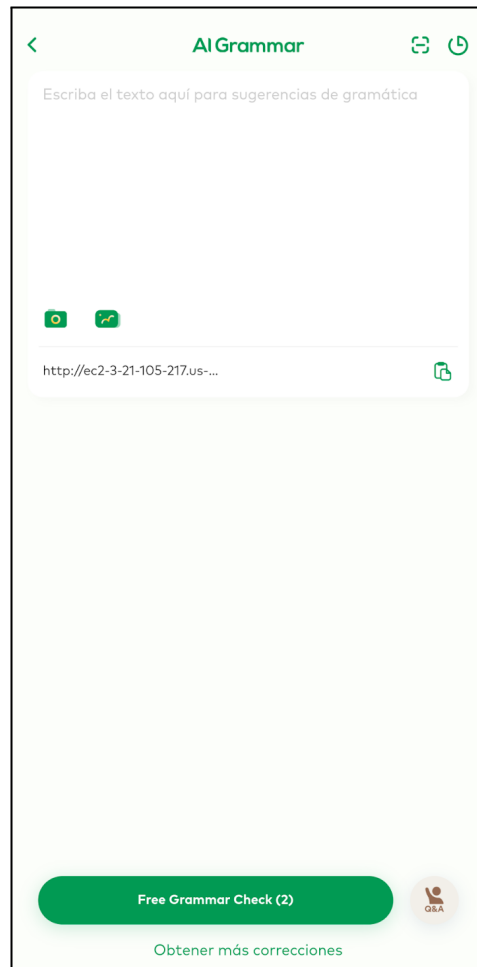 AI Grammar
Escriba el texto aquí para sugerencias de gramática
http://ec2-3-21-105-217.us-...
Free Grammar Check (2)
Q&A
Obtener más correcciones